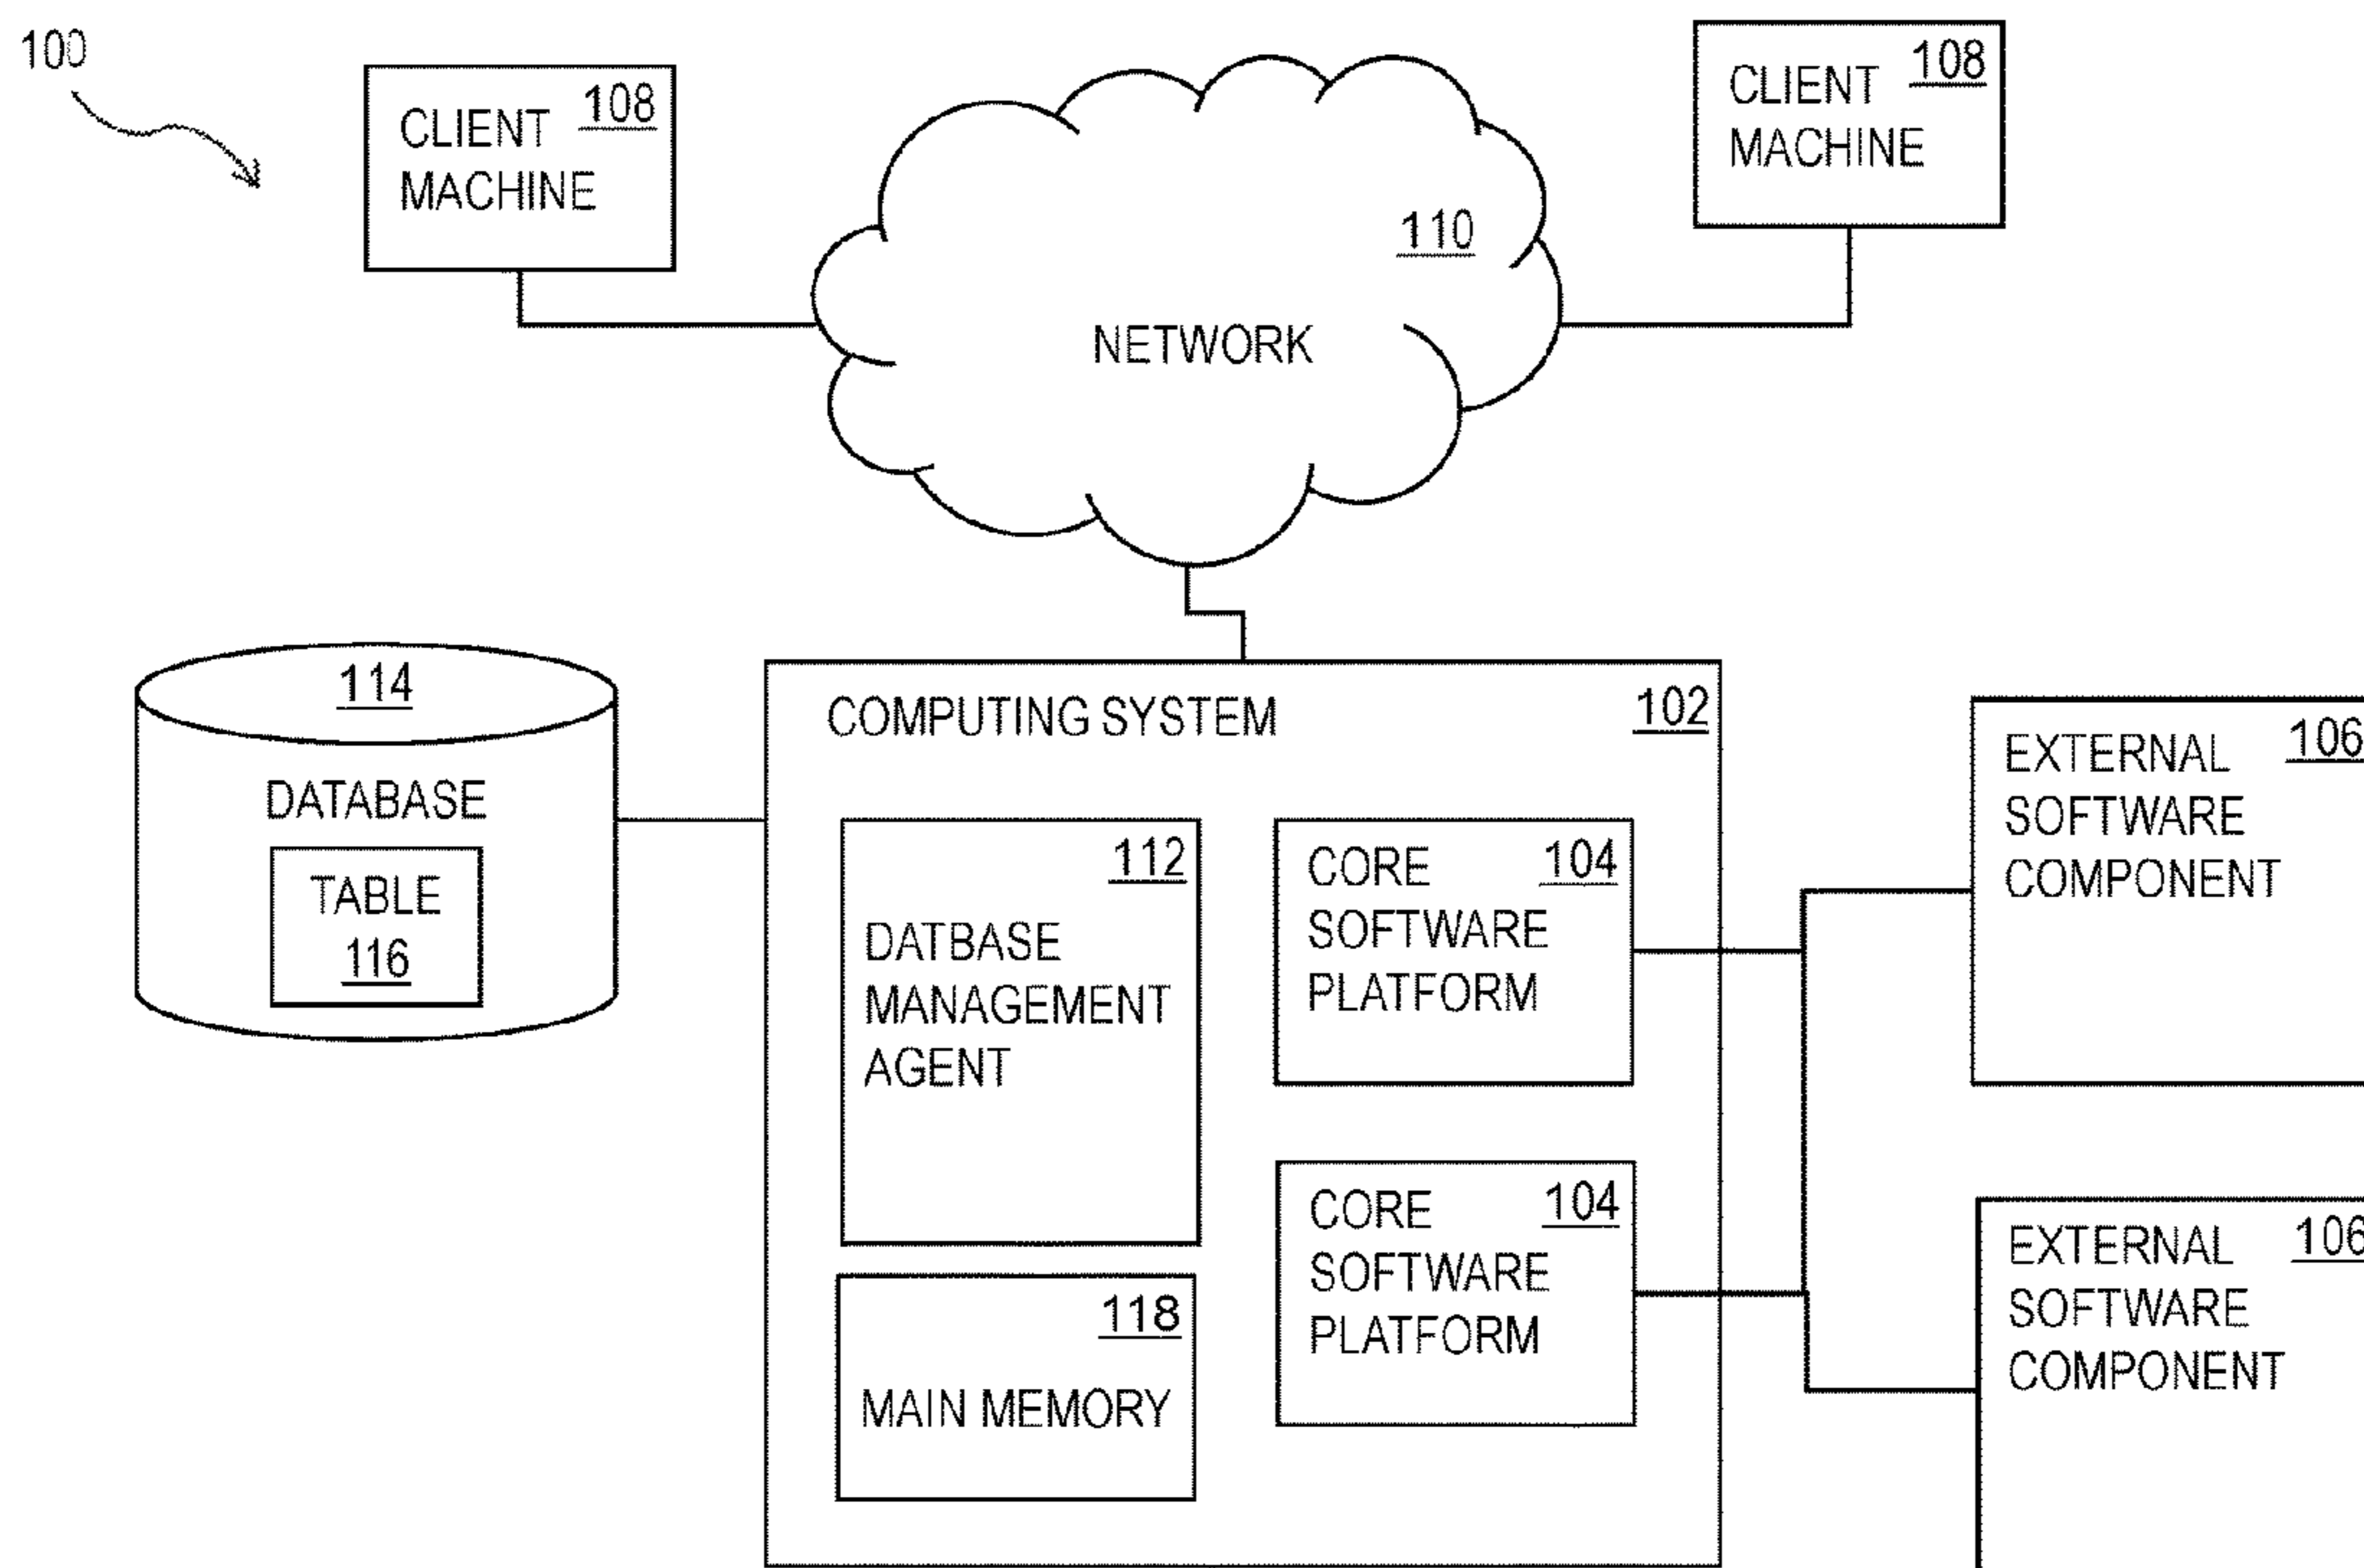 100
CLIENT 108
MACHINE
CLIENT 108
MACHINE
110
NETWORK
114
DATABASE
TABLE
116
COMPUTING SYSTEM 102
112
DATBASE
MANAGEMENT
AGENT
118
MAIN MEMORY
CORE 104
SOFTWARE
PLATFORM
CORE 104
SOFTWARE
PLATFORM
EXTERNAL 106
SOFTWARE
COMPONENT
EXTERNAL 106
SOFTWARE
COMPONENT